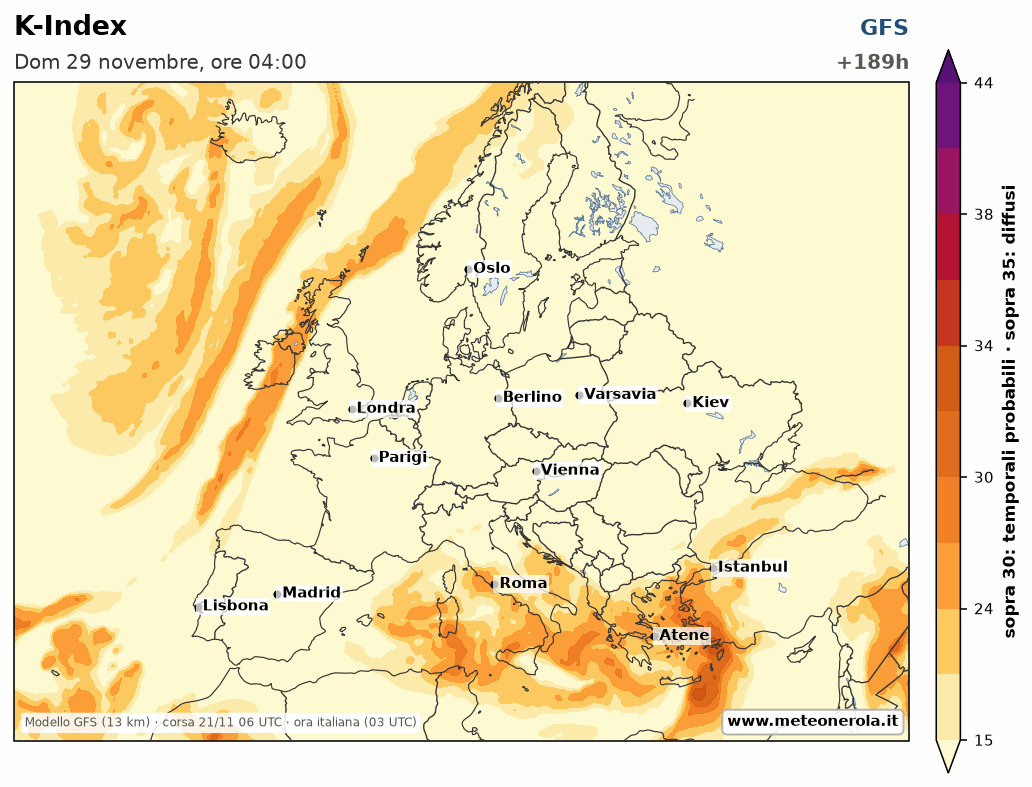 K-Index
GFS
Dom 29 novembre, ore 04:00
+189h
44
38
34
30
24
15
sopra 30: temporali probabili · sopra 35: diffusi
Oslo
Berlino
Varsavia
Kiev
Londra
Parigi
Vienna
Istanbul
Roma
Madrid
Lisbona
Atene
Modello GFS (13 km) · corsa 21/11 06 UTC · ora italiana (03 UTC)
www.meteonerola.it